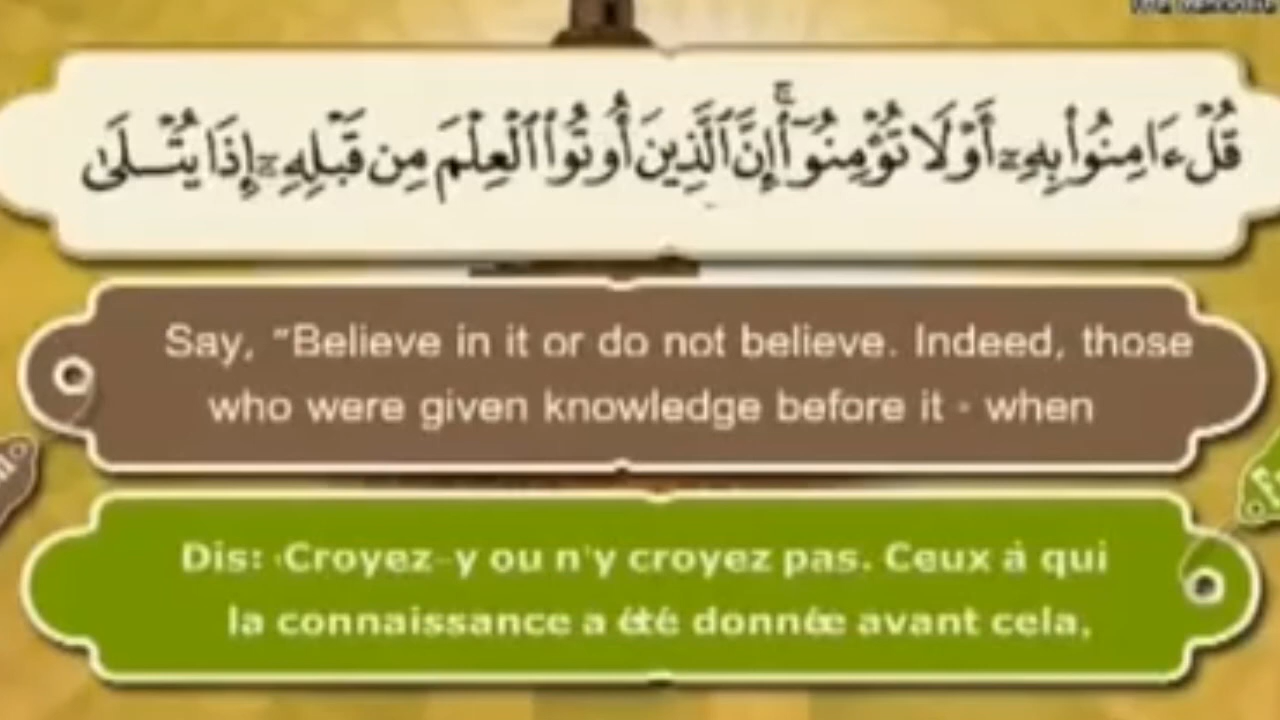 قُلْ ءَامِنُوا۟ بِهِۦٓ أَوْ لَا تُؤْمِنُوٓا۟ ۚ إِنَّ ٱلَّذِينَ أُوتُوا۟ ٱلْعِلْمَ مِن قَبْلِهِۦٓ إِذَا يُتْلَىٰ
Say, "Believe in it or do not believe. Indeed, those
who were given knowledge before it - when
Dis: ‹Croyez-y ou n'y croyez pas. Ceux à qui
la connaissance a été donnée avant cela,